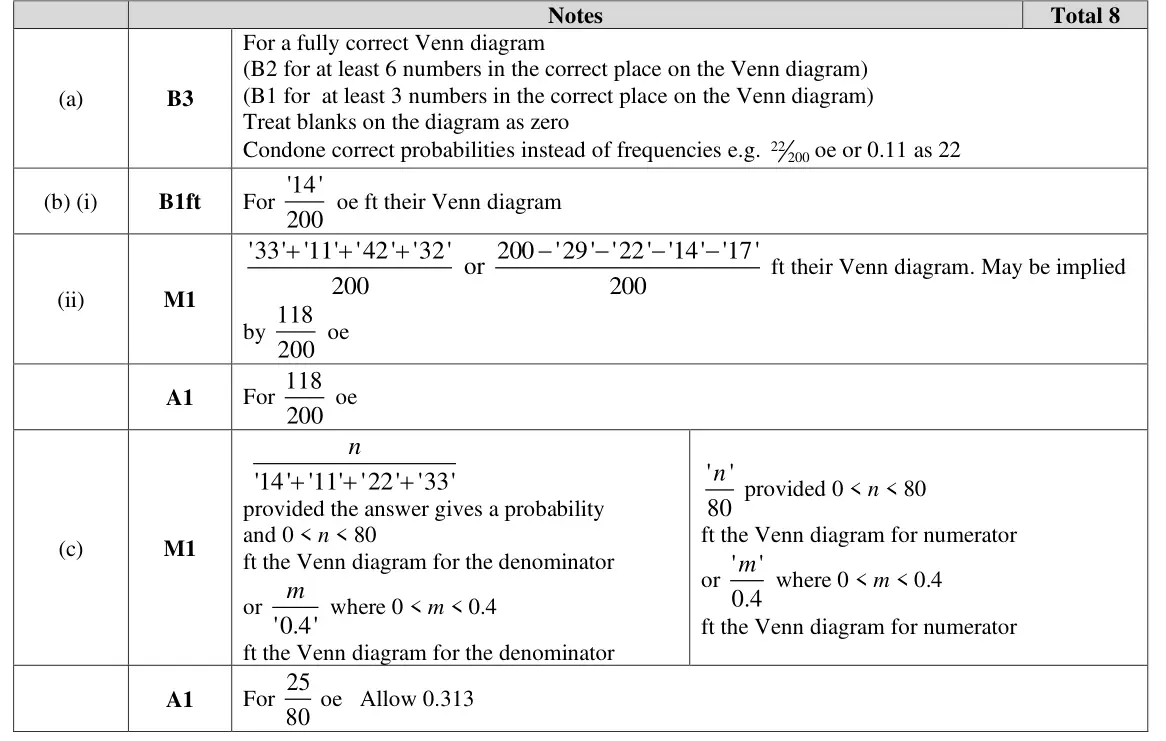 Notes Total 8
(a) B3 For a fully correct Venn diagram
(B2 for at least 6 numbers in the correct place on the Venn diagram)
(B1 for  at least 3 numbers in the correct place on the Venn diagram)
Treat blanks on the diagram as zero
Condone correct probabilities instead of frequencies e.g. 22/200 oe or 0.11 as 22
(b) (i) B1ft For '14'/200 oe ft their Venn diagram
(ii) M1 '33'+'11'+'42'+'32'/200 or 200−'29'−'22'−'14'−'17'/200 ft their Venn diagram. May be implied
by 118/200 oe
A1 For 118/200 oe
(c) M1 n/'14'+'11'+'22'+'33'
provided the answer gives a probability
and 0 < n < 80
ft the Venn diagram for the denominator
or m/'0.4' where 0 < m < 0.4
ft the Venn diagram for the denominator
'n'/80 provided 0 < n < 80
ft the Venn diagram for numerator
or 'm'/0.4 where 0 < m < 0.4
ft the Venn diagram for numerator
A1 For 25/80 oe Allow 0.313